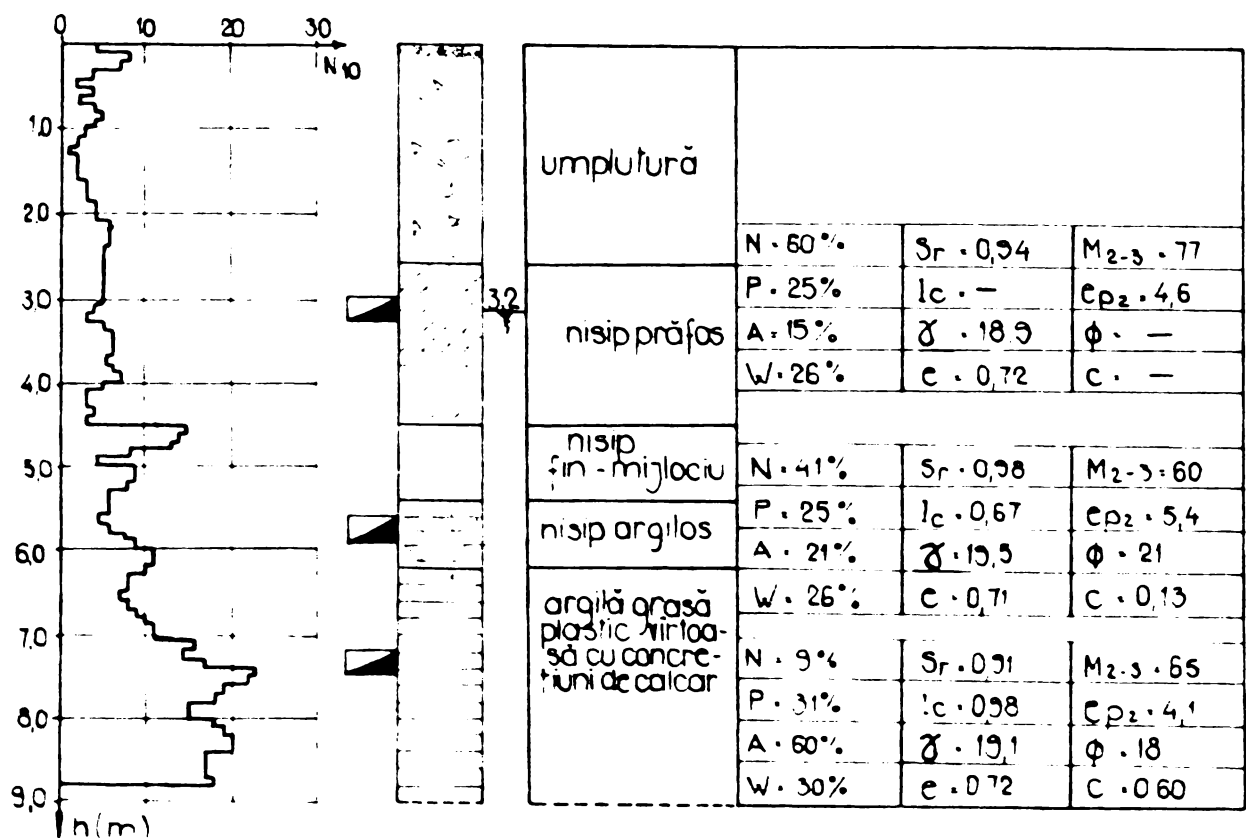 0 10 20 30
N10
1,0
2,0
3,0
4,0
5,0
6,0
7,0
8,0
9,0
h(m)
3,2
umplutură
nisip prăfos
nisip
fin-mijlociu
nisip argilos
argilă grasă
plastic vîrtoa-
să cu concre-
țiuni de calcar
N = 60% Sr = 0,94 M2-3 = 77
P = 25% Ic = — ep2 = 4,6
A = 15% γ = 18,9 ϕ = —
W = 26% e = 0,72 c = —
N = 41% Sr = 0,98 M2-3 = 60
P = 25% Ic = 0,67 ep2 = 5,4
A = 21% γ = 19,5 ϕ = 21
W = 26% e = 0,71 c = 0,13
N = 9% Sr = 0,91 M2-3 = 65
P = 31% Ic = 0,98 ep2 = 4,1
A = 60% γ = 19,1 ϕ = 18
W = 30% e = 0,72 c = 0,60